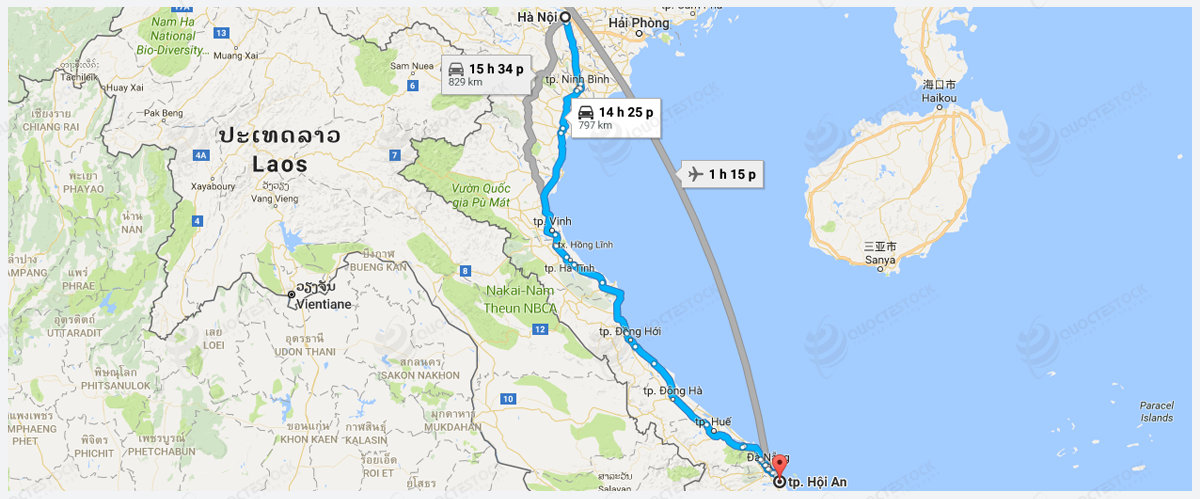 tp. Cẩm Phả
17A
Nam Ha
National
Bio-Diversity...
13
Muang Xai
Hà Nội
Hải Phòng
Tachileik
Huay Xai
Sam Nuea
6
15 h 34 p
829 km
tp. Ninh Bình
海口市
Haikou
เชียงราย
CHIANG RAI
Pak Beng
14 h 25 p
797 km
ປະເທດລາວ
Laos
4A
7
1 h 15 p
พะเยา
PHAYAO
Xayaboury
ວັງວຽງ
Vang Vieng
Vườn Quốc
gia Pù Mát
น่าน
NAN
4
tp. Vinh
tx. Hồng Lĩnh
三亚市
Sanya
ลำปาง
AMPANG
แพร่
PHRAE
บึงกาฬ
BUENG KAN
8
tp. Hà Tĩnh
ວຽງຈັນ
Vientiane
Nakai-Nam
Theun NBCA
อุตรดิตถ์
UTTARADIT
เลย
LOEI
อุดรธานี
UDON THANI
12
tp. Đồng Hới
สกลนคร
SAKON NAKHON
พิษณุโลก
PHITSANULOK
10
tp. Đông Hà
Paracel
Islands
กำแพงเพชร
MPHAENG
PHET
พิจิตร
PHICHIT
เพชรบูรณ์
PHETCHABUN
ขอนแก่น
KHON KAEN
กาฬสินธุ์
KALASIN
มุกดาหาร
MUKDAHAN
tp. Huế
ร้อยเอ็ด
ROI ET
ยโสธร
ສາລະວັນ
Salavan
Đà Nẵng
tp. Hội An
QUOCTESTOCK